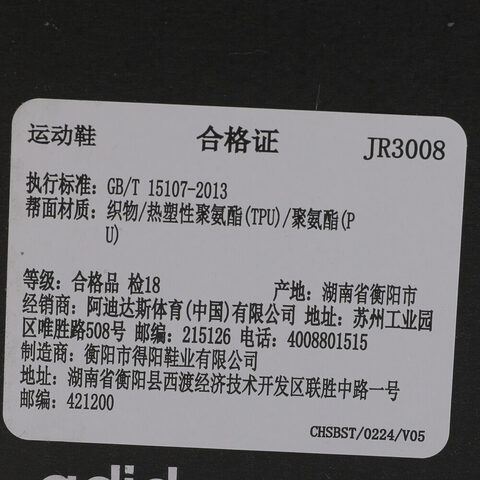 运动鞋 合格证 JR3008
执行标准: GB/T 15107-2013
帮面材质: 织物/热塑性聚氨酯(TPU)/聚氨酯(P
U)
等级: 合格品 检18 产地: 湖南省衡阳市
经销商: 阿迪达斯体育(中国)有限公司 地址: 苏州工业园
区唯胜路508号 邮编: 215126 电话: 4008801515
制造商: 衡阳市得阳鞋业有限公司
地址: 湖南省衡阳县西渡经济技术开发区联胜中路一号
邮编: 421200
CHSBST/0224/V05
adid